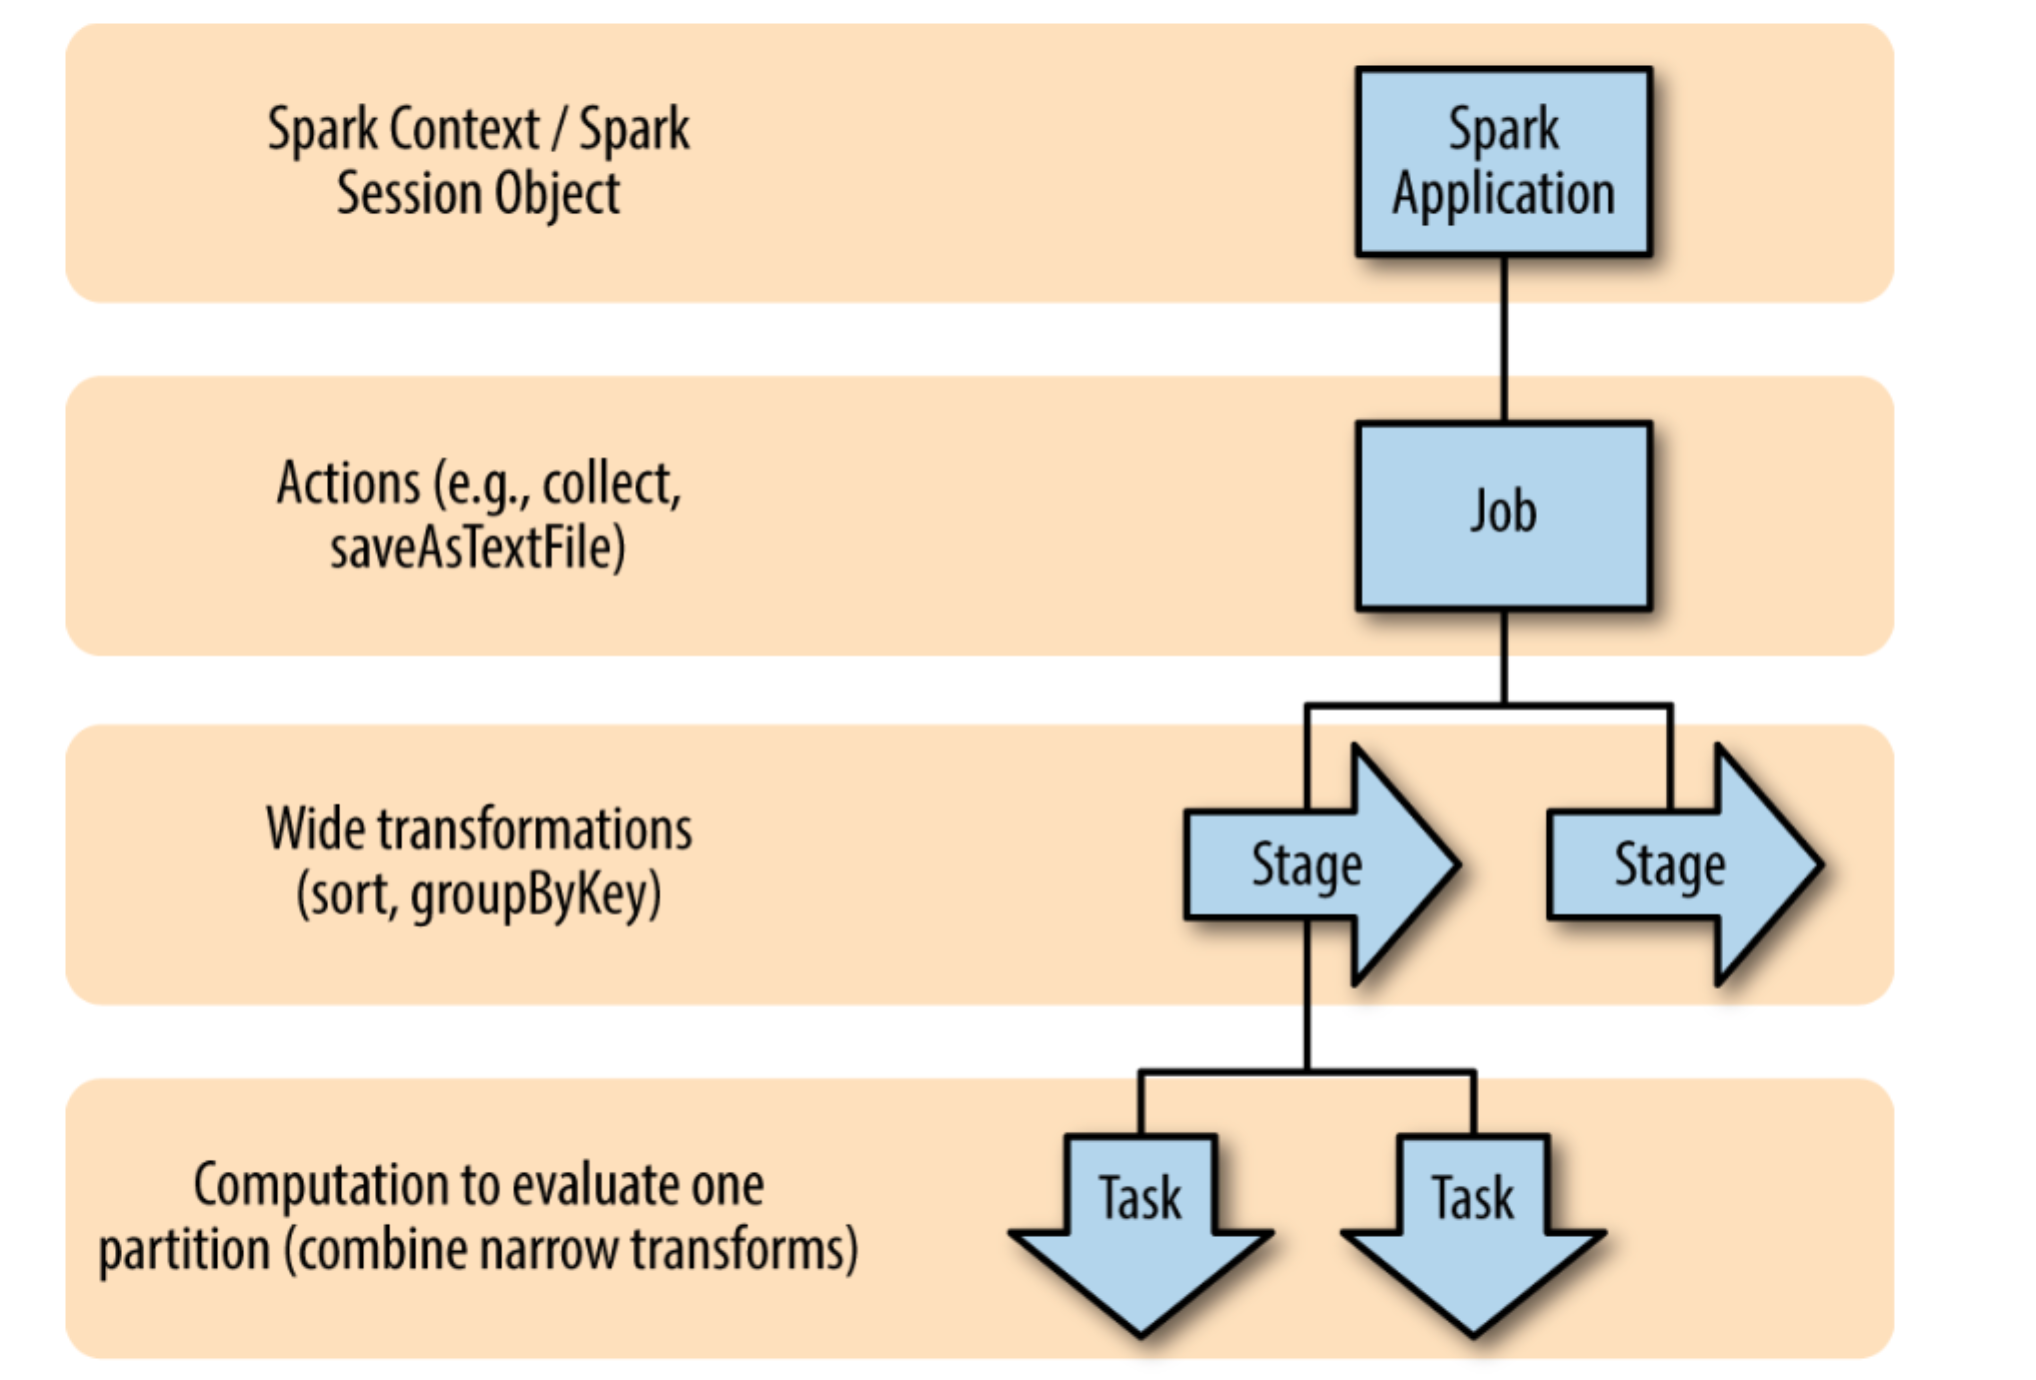 Spark Context / Spark
Session Object
Spark
Application
Actions (e.g., collect,
saveAsTextFile)
Job
Wide transformations
(sort, groupByKey)
Stage
Stage
Computation to evaluate one
partition (combine narrow transforms)
Task
Task